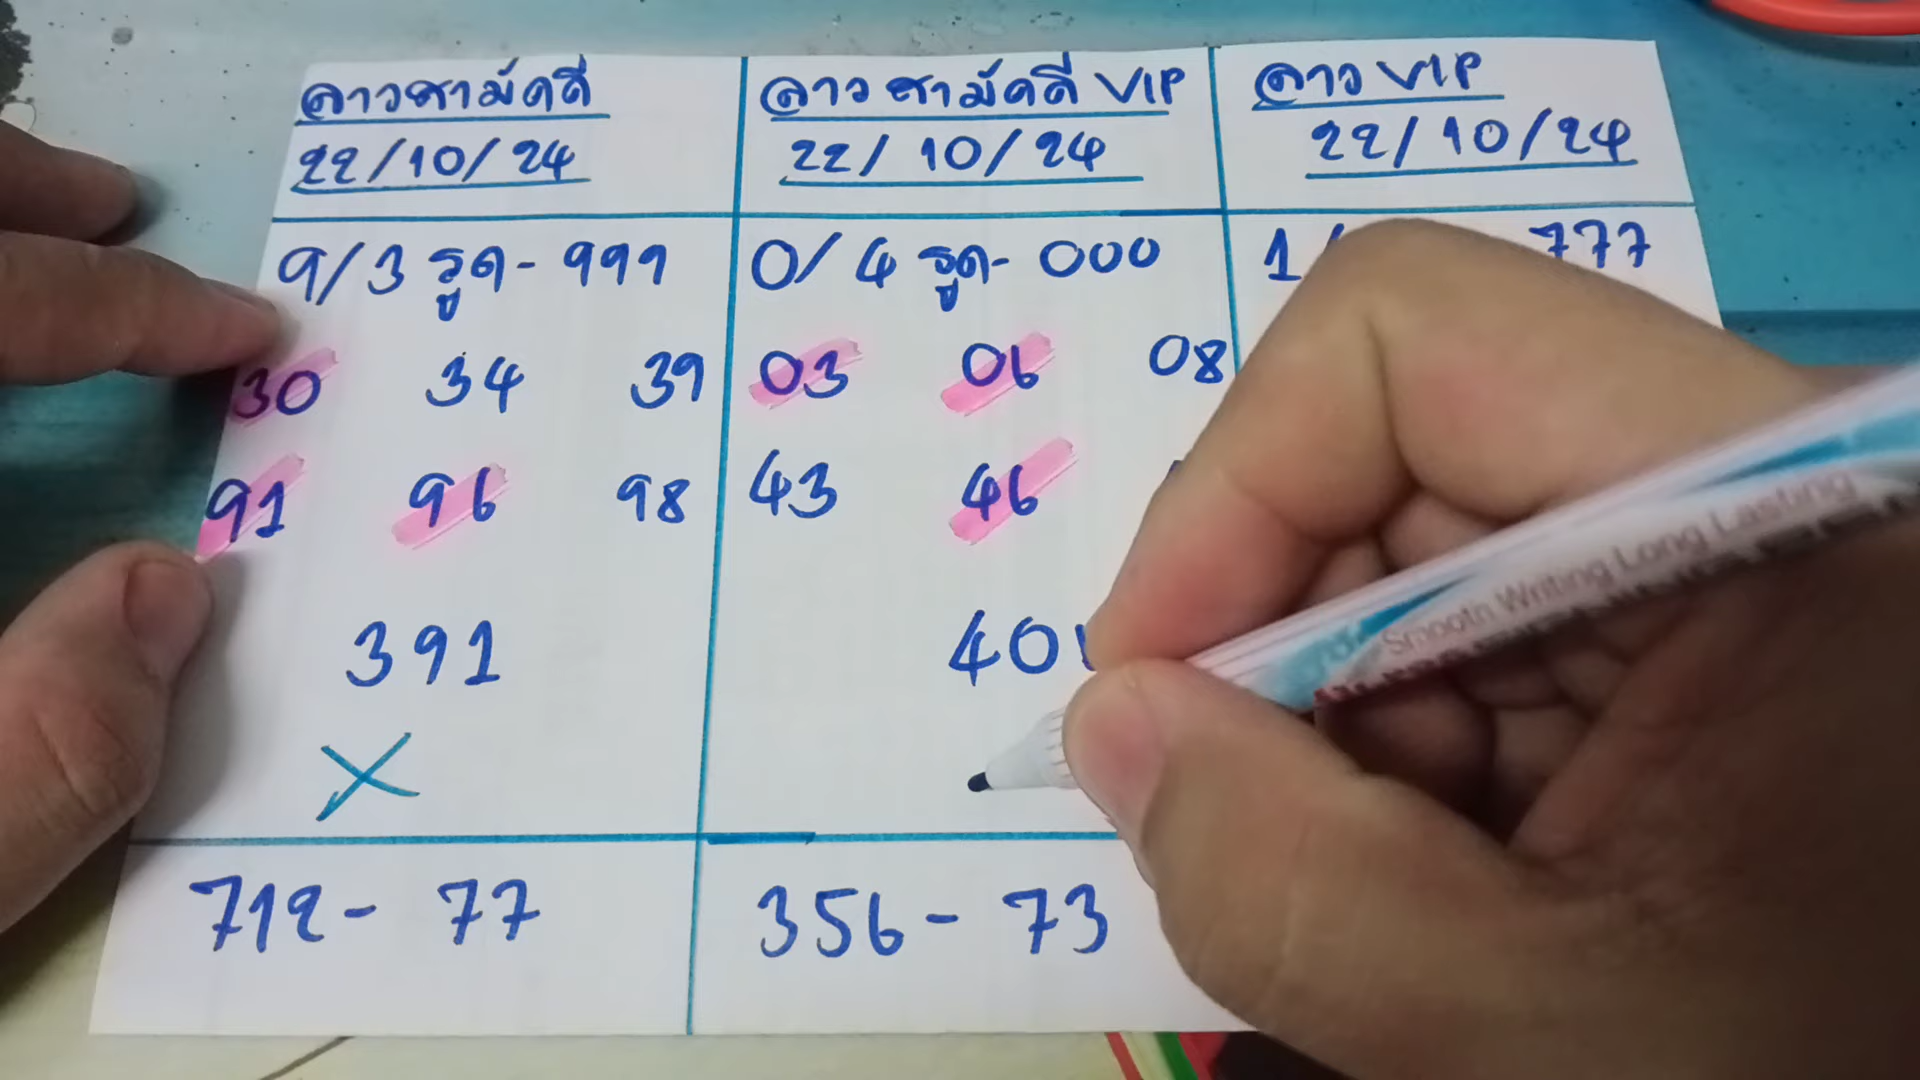 ลาวสามัคคี
22/10/24
9/3 รูด- 999
30 34 39
91 96 98
391
712- 77
ลาวสามัคคี VIP
22/10/24
0/4 รูด- 000
03 06 08
43 46
40
356- 73
ลาว VIP
22/10/24
1/ 777
Smooth Writing Long Lasting